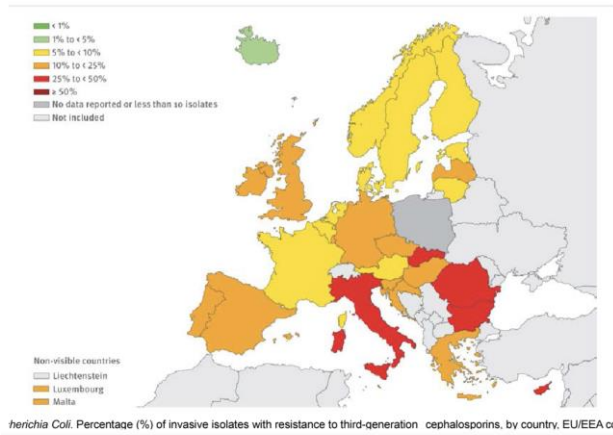 < 1%
1% to < 5%
5% to < 10%
10% to < 25%
25% to < 50%
≥ 50%
No data reported or less than 10 isolates
Not included
Non-visible countries
Liechtenstein
Luxembourg
Malta
herichia Coli. Percentage (%) of invasive isolates with resistance to third-generation cephalosporins, by country, EU/EEA